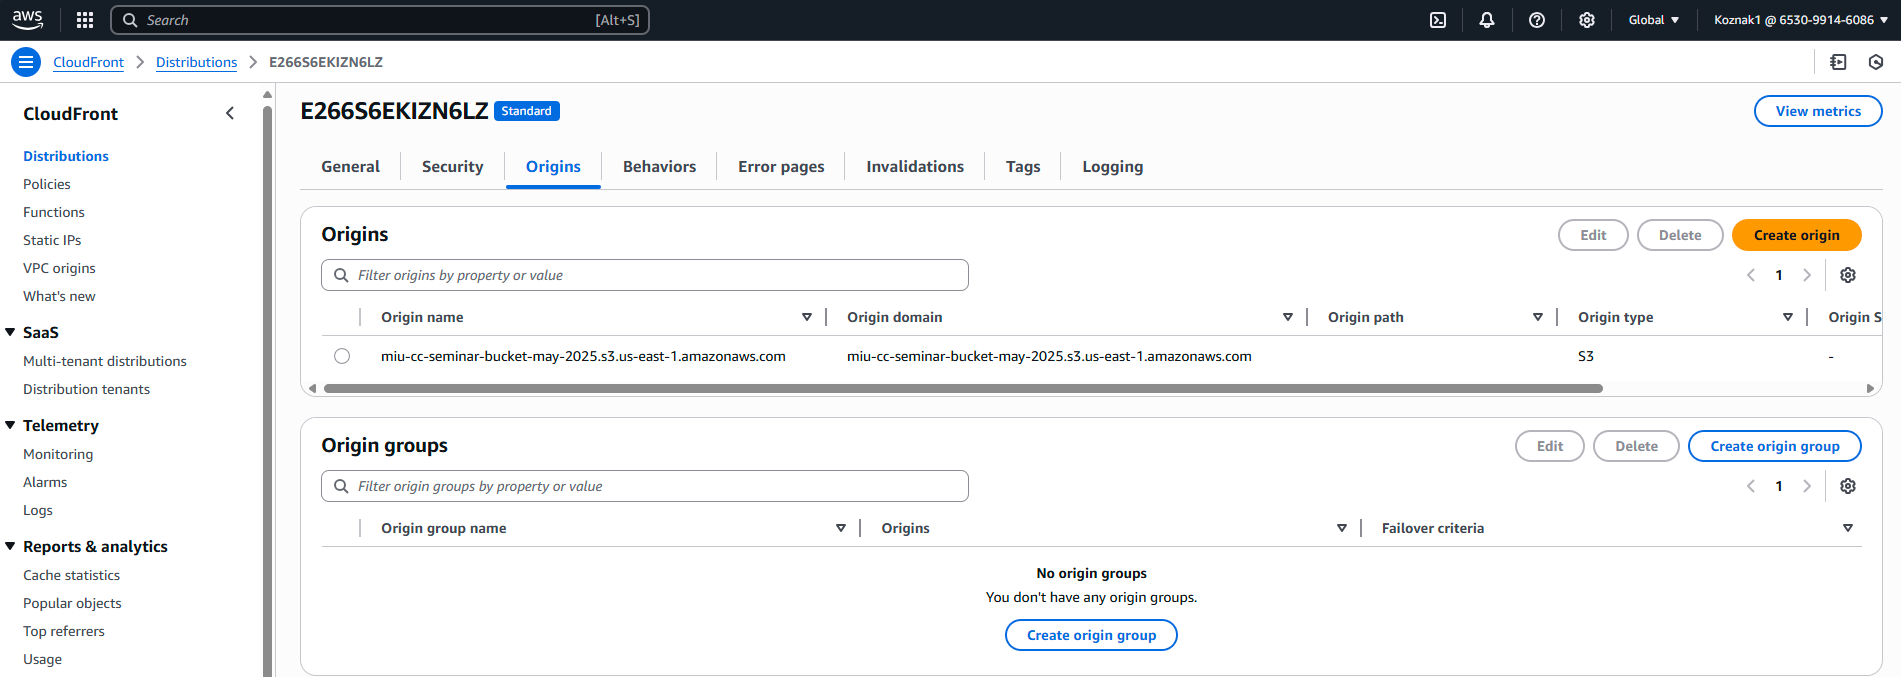 aws Search [Alt+S] Global Koznak1 @ 6530-9914-6086
CloudFront Distributions E266S6EKIZN6LZ
CloudFront
Distributions
Policies
Functions
Static IPs
VPC origins
What's new
SaaS
Multi-tenant distributions
Distribution tenants
Telemetry
Monitoring
Alarms
Logs
Reports & analytics
Cache statistics
Popular objects
Top referrers
Usage
E266S6EKIZN6LZ Standard View metrics
General Security Origins Behaviors Error pages Invalidations Tags Logging
Origins Edit Delete Create origin
Filter origins by property or value 1
Origin name Origin domain Origin path Origin type Origin S
miu-cc-seminar-bucket-may-2025.s3.us-east-1.amazonaws.com miu-cc-seminar-bucket-may-2025.s3.us-east-1.amazonaws.com S3 -
Origin groups Edit Delete Create origin group
Filter origin groups by property or value 1
Origin group name Origins Failover criteria
No origin groups
You don't have any origin groups.
Create origin group